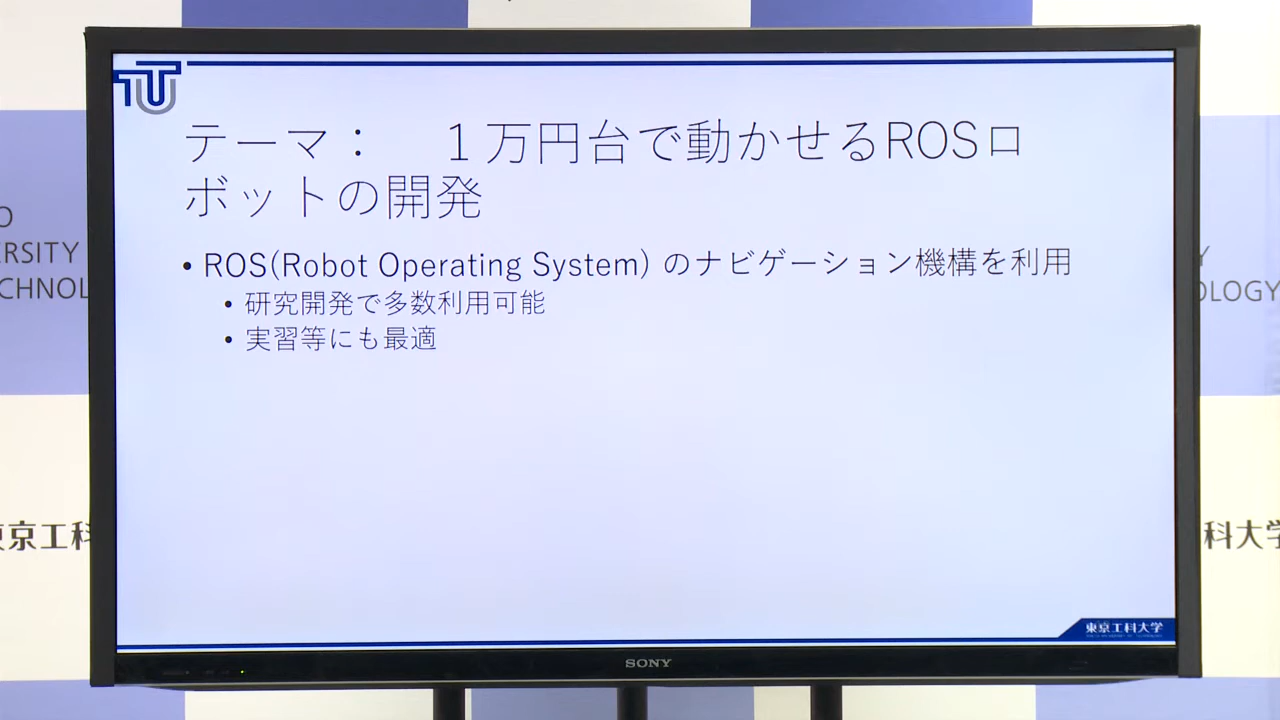 テーマ：　１万円台で動かせるROSロ
ボットの開発
• ROS(Robot Operating System) のナビゲーション機構を利用
• 研究開発で多数利用可能
• 実習等にも最適
東京工科大学
SONY
O
ERSITY
CHNOL
京工科
Y
OLOGY
科大学